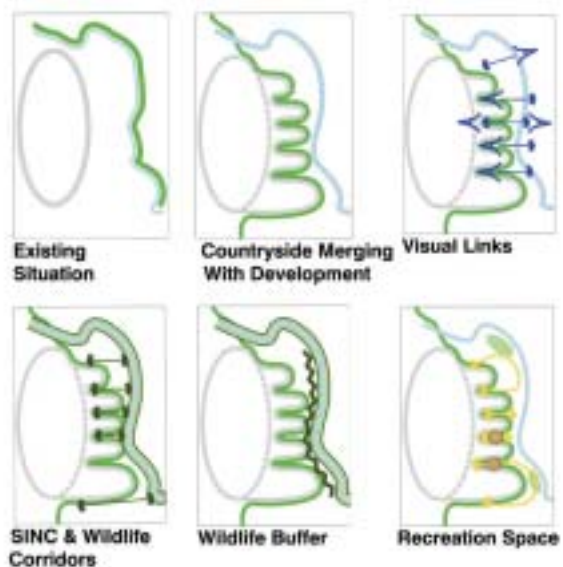 Existing
Situation
Countryside Merging
With Development
Visual Links
SINC & Wildlife
Corridors
Wildlife Buffer
Recreation Space